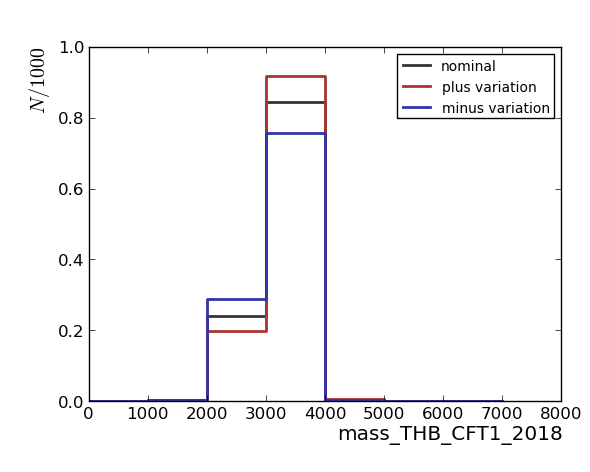 N/1000
1.0
0.8
0.6
0.4
0.2
0.0
nominal
plus variation
minus variation
0 1000 2000 3000 4000 5000 6000 7000 8000
mass_THB_CFT1_2018